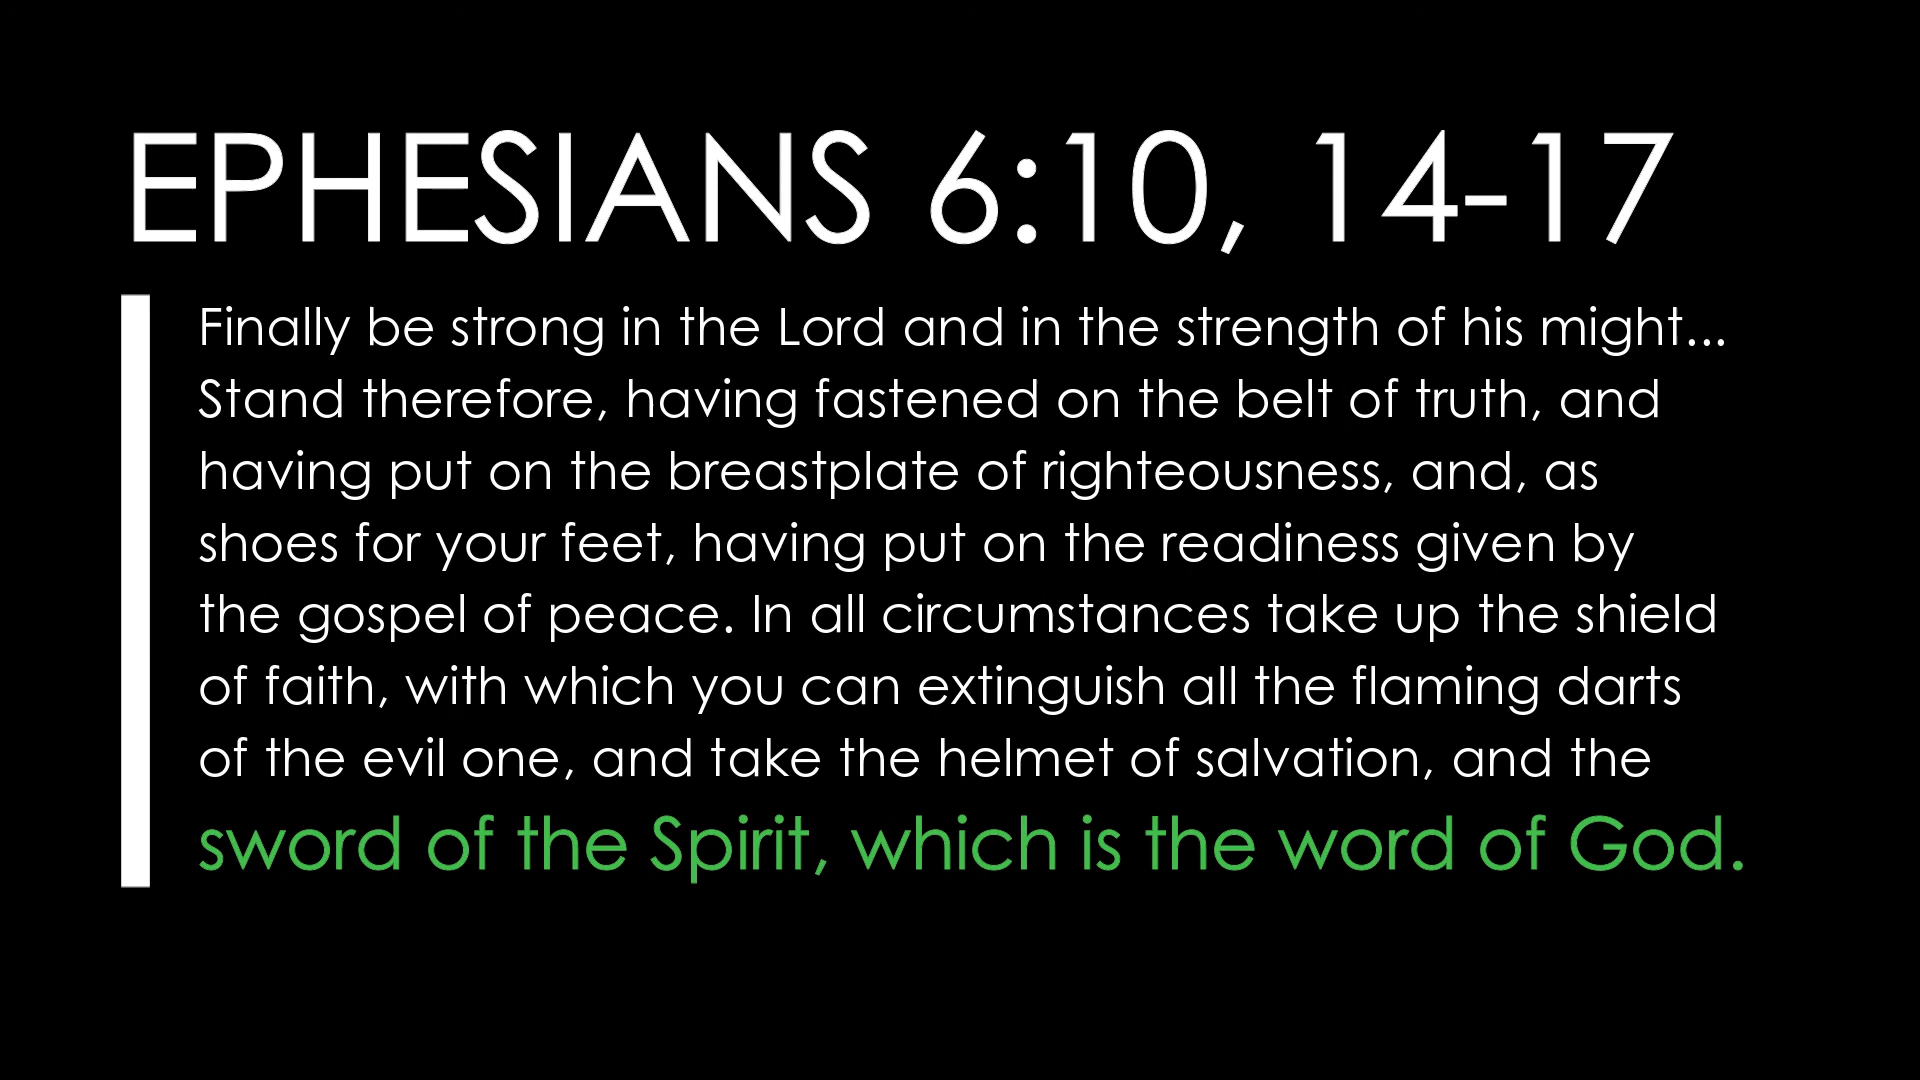 EPHESIANS 6:10, 14-17
Finally be strong in the Lord and in the strength of his might...
Stand therefore, having fastened on the belt of truth, and
having put on the breastplate of righteousness, and, as
shoes for your feet, having put on the readiness given by
the gospel of peace. In all circumstances take up the shield
of faith, with which you can extinguish all the flaming darts
of the evil one, and take the helmet of salvation, and the
sword of the Spirit, which is the word of God.